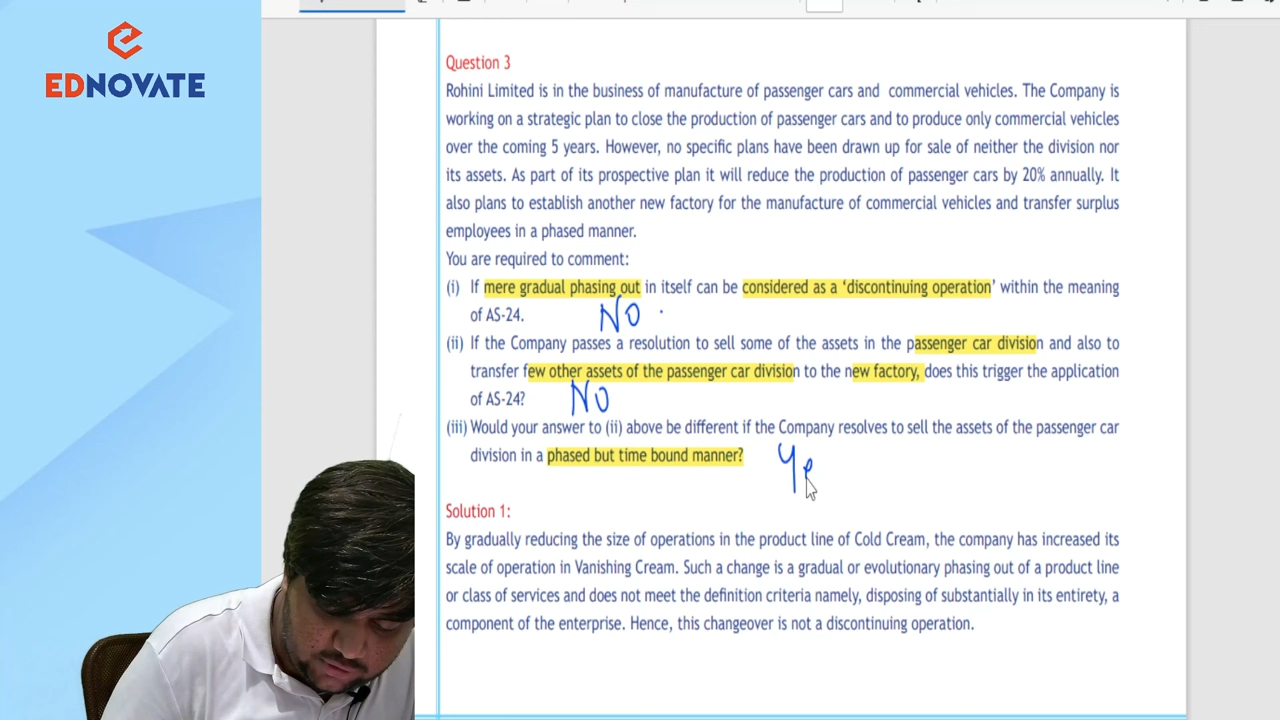 EDNOVATE
Question 3
Rohini Limited is in the business of manufacture of passenger cars and commercial vehicles. The Company is
working on a strategic plan to close the production of passenger cars and to produce only commercial vehicles
over the coming 5 years. However, no specific plans have been drawn up for sale of neither the division nor
its assets. As part of its prospective plan it will reduce the production of passenger cars by 20% annually. It
also plans to establish another new factory for the manufacture of commercial vehicles and transfer surplus
employees in a phased manner.
You are required to comment:
(i) If mere gradual phasing out in itself can be considered as a ‘discontinuing operation’ within the meaning
of AS-24. NO .
(ii) If the Company passes a resolution to sell some of the assets in the passenger car division and also to
transfer few other assets of the passenger car division to the new factory, does this trigger the application
of AS-24? NO
(iii) Would your answer to (ii) above be different if the Company resolves to sell the assets of the passenger car
division in a phased but time bound manner? Ye
Solution 1:
By gradually reducing the size of operations in the product line of Cold Cream, the company has increased its
scale of operation in Vanishing Cream. Such a change is a gradual or evolutionary phasing out of a product line
or class of services and does not meet the definition criteria namely, disposing of substantially in its entirety, a
component of the enterprise. Hence, this changeover is not a discontinuing operation.